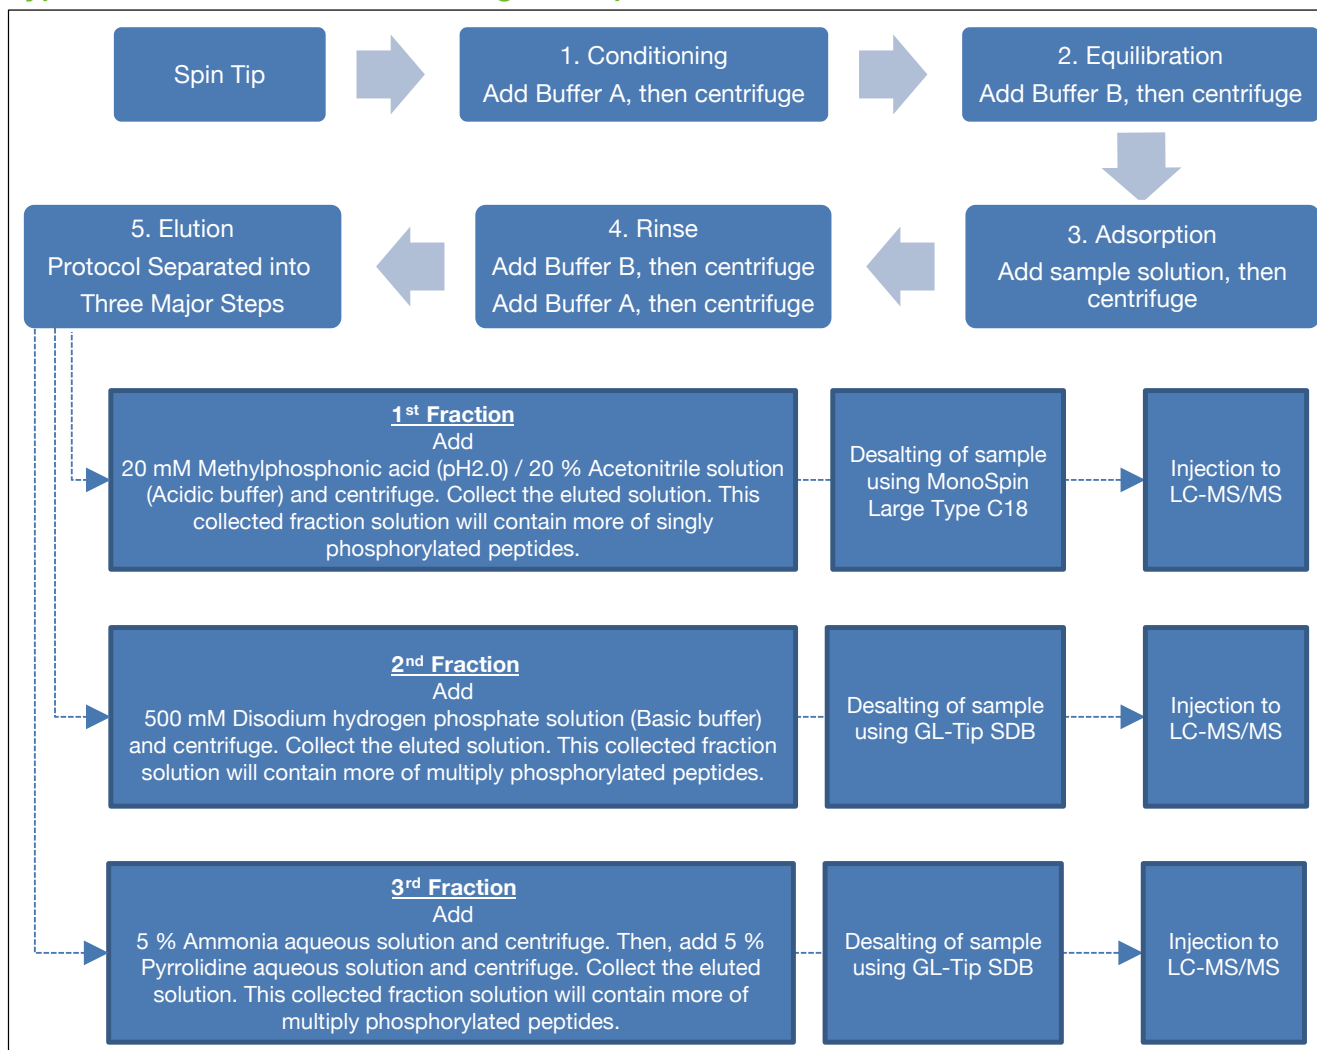 Spin Tip
1. Conditioning
Add Buffer A, then centrifuge
2. Equilibration
Add Buffer B, then centrifuge
3. Adsorption
Add sample solution, then
centrifuge
4. Rinse
Add Buffer B, then centrifuge
Add Buffer A, then centrifuge
5. Elution
Protocol Separated into
Three Major Steps
1st Fraction
Add
20 mM Methylphosphonic acid (pH2.0) / 20 % Acetonitrile solution
(Acidic buffer) and centrifuge. Collect the eluted solution. This
collected fraction solution will contain more of singly
phosphorylated peptides.
Desalting of sample
using MonoSpin
Large Type C18
Injection to
LC-MS/MS
2nd Fraction
Add
500 mM Disodium hydrogen phosphate solution (Basic buffer)
and centrifuge. Collect the eluted solution. This collected fraction
solution will contain more of multiply phosphorylated peptides.
Desalting of sample
using GL-Tip SDB
Injection to
LC-MS/MS
3rd Fraction
Add
5 % Ammonia aqueous solution and centrifuge. Then, add 5 %
Pyrrolidine aqueous solution and centrifuge. Collect the eluted
solution. This collected fraction solution will contain more of
multiply phosphorylated peptides.
Desalting of sample
using GL-Tip SDB
Injection to
LC-MS/MS